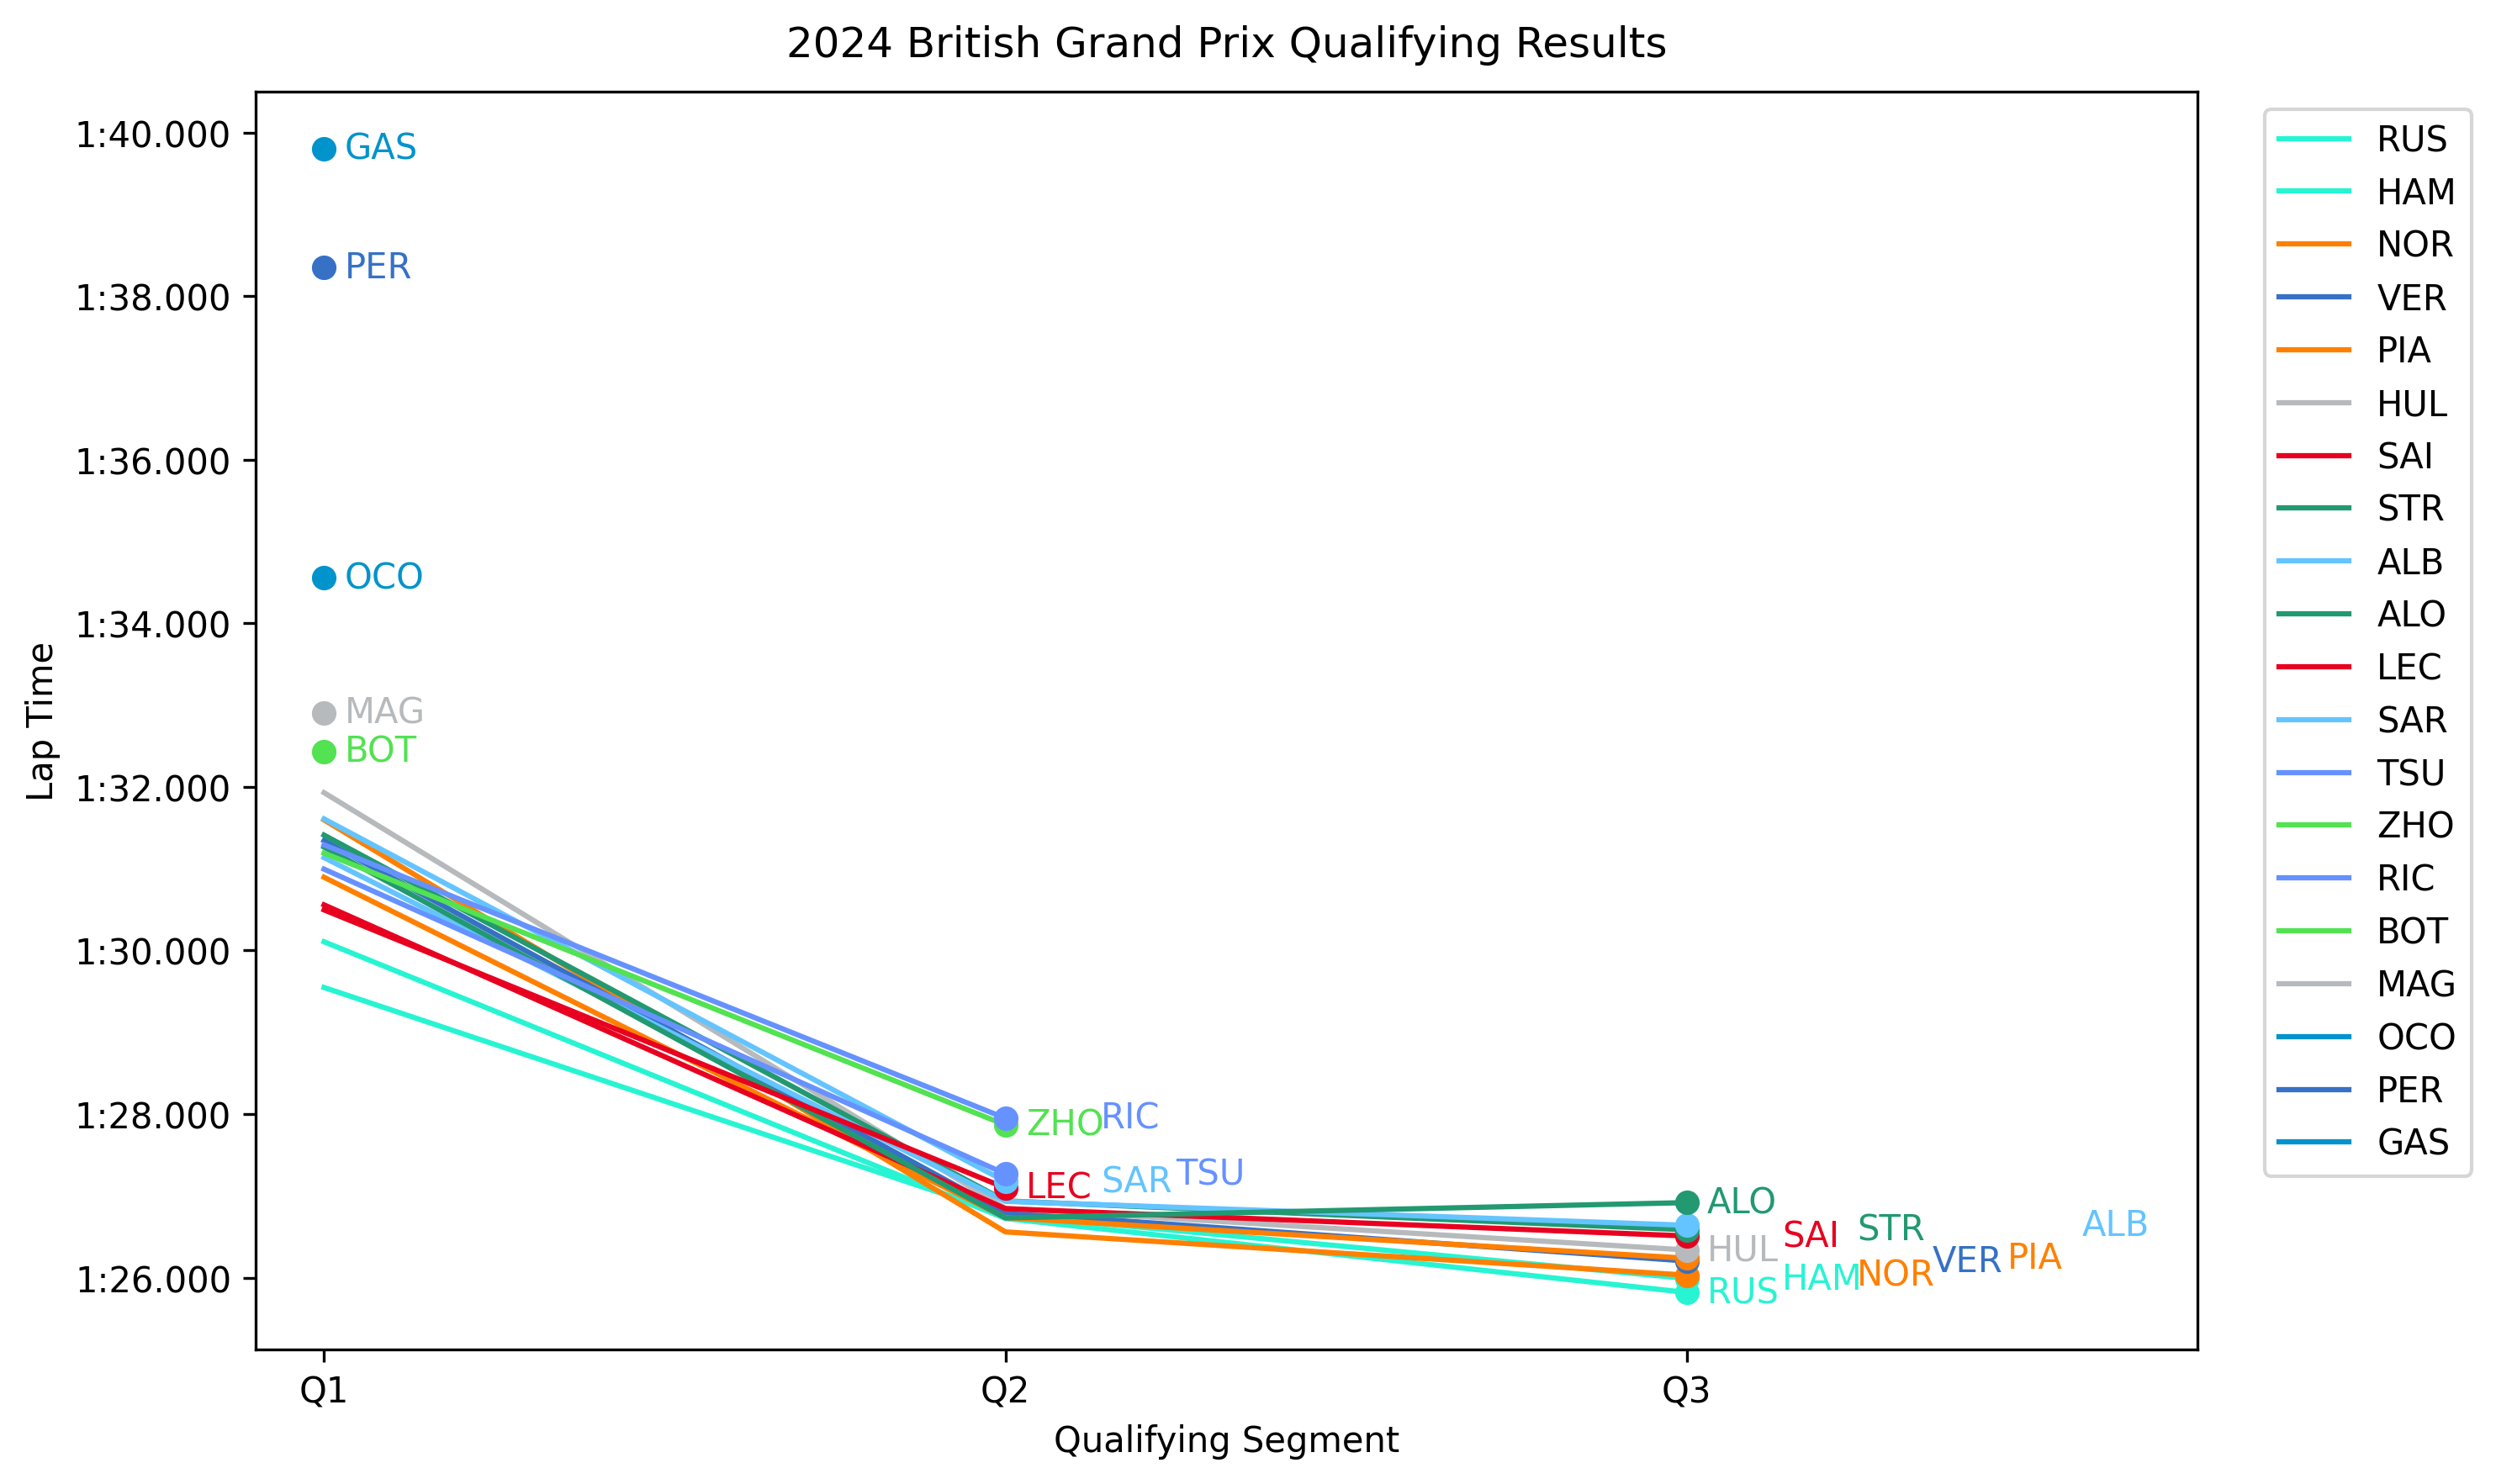 2024 British Grand Prix Qualifying Results
Lap Time
1:40.000
1:38.000
1:36.000
1:34.000
1:32.000
1:30.000
1:28.000
1:26.000
GAS
PER
OCO
MAG
BOT
ZHO
RIC
LEC
SAR
TSU
ALO
SAI
STR
ALB
HUL
VER
PIA
RUS
HAM
NOR
Q1
Q2
Q3
Qualifying Segment
RUS
HAM
NOR
VER
PIA
HUL
SAI
STR
ALB
ALO
LEC
SAR
TSU
ZHO
RIC
BOT
MAG
OCO
PER
GAS